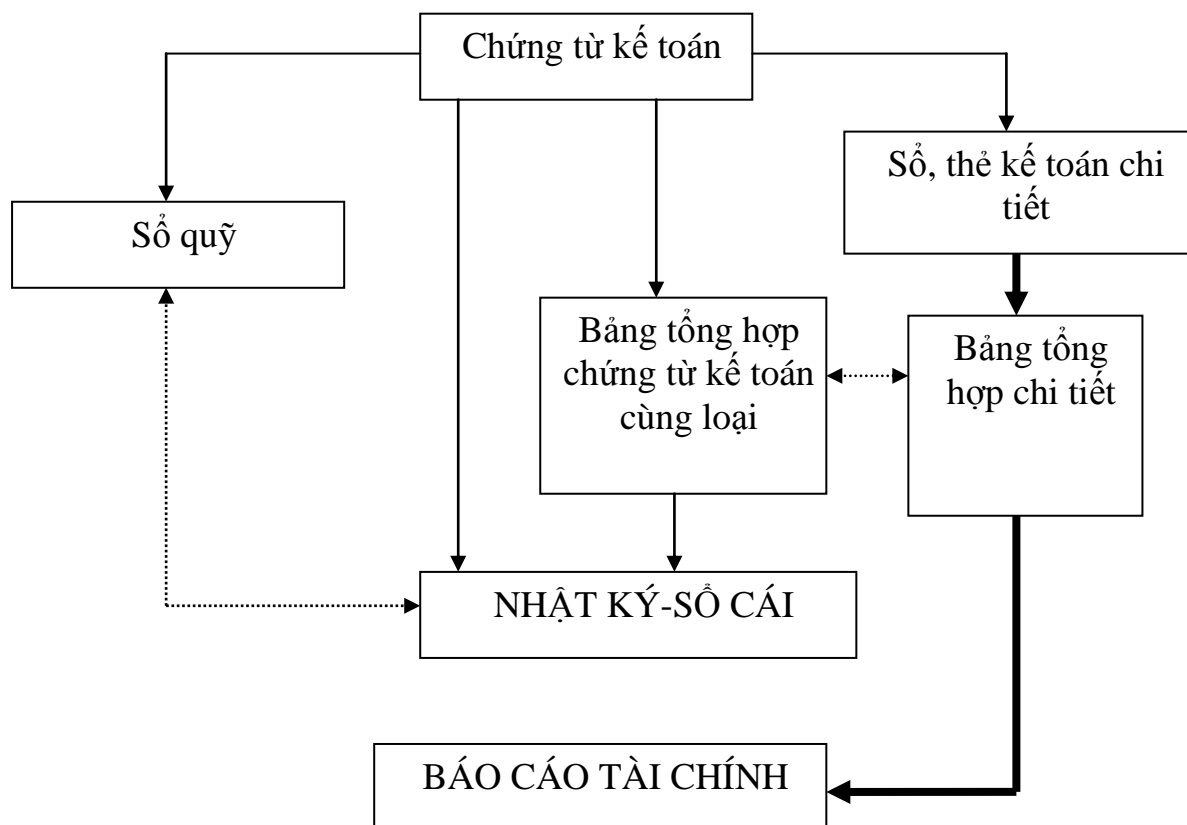 Chứng từ kế toán
Sổ, thẻ kế toán chi
tiết
Sổ quỹ
Bảng tổng hợp
chứng từ kế toán
cùng loại
Bảng tổng
hợp chi tiết
NHẬT KÝ-SỔ CÁI
BÁO CÁO TÀI CHÍNH